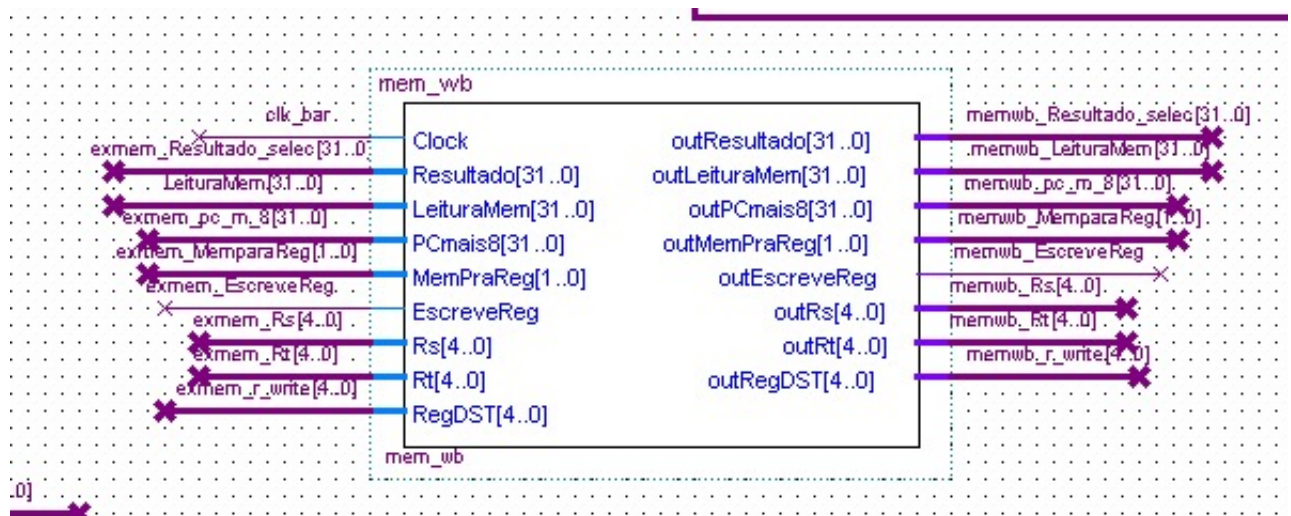 mem_wb
clk_bar
Clock
exmem_Resultado_selec[31..0]
Resultado[31..0]
LeituraMem[31..0]
LeituraMem[31..0]
exmem_pc_m_8[31..0]
PCmais8[31..0]
exmem_MemparaReg[1..0]
MemPraReg[1..0]
exmem_EscreveReg
EscreveReg
exmem_Rs[4..0]
Rs[4..0]
exmem_Rt[4..0]
Rt[4..0]
exmem_r_write[4..0]
RegDST[4..0]
outResultado[31..0]
memwb_Resultado_selec[31..0]
outLeituraMem[31..0]
memwb_LeituraMem[31..0]
outPCmais8[31..0]
memwb_pc_m_8[31..0]
outMemPraReg[1..0]
memwb_MemparaReg[1..0]
outEscreveReg
memwb_EscreveReg
outRs[4..0]
memwb_Rs[4..0]
outRt[4..0]
memwb_Rt[4..0]
outRegDST[4..0]
memwb_r_write[4..0]
mem_wb
.0]